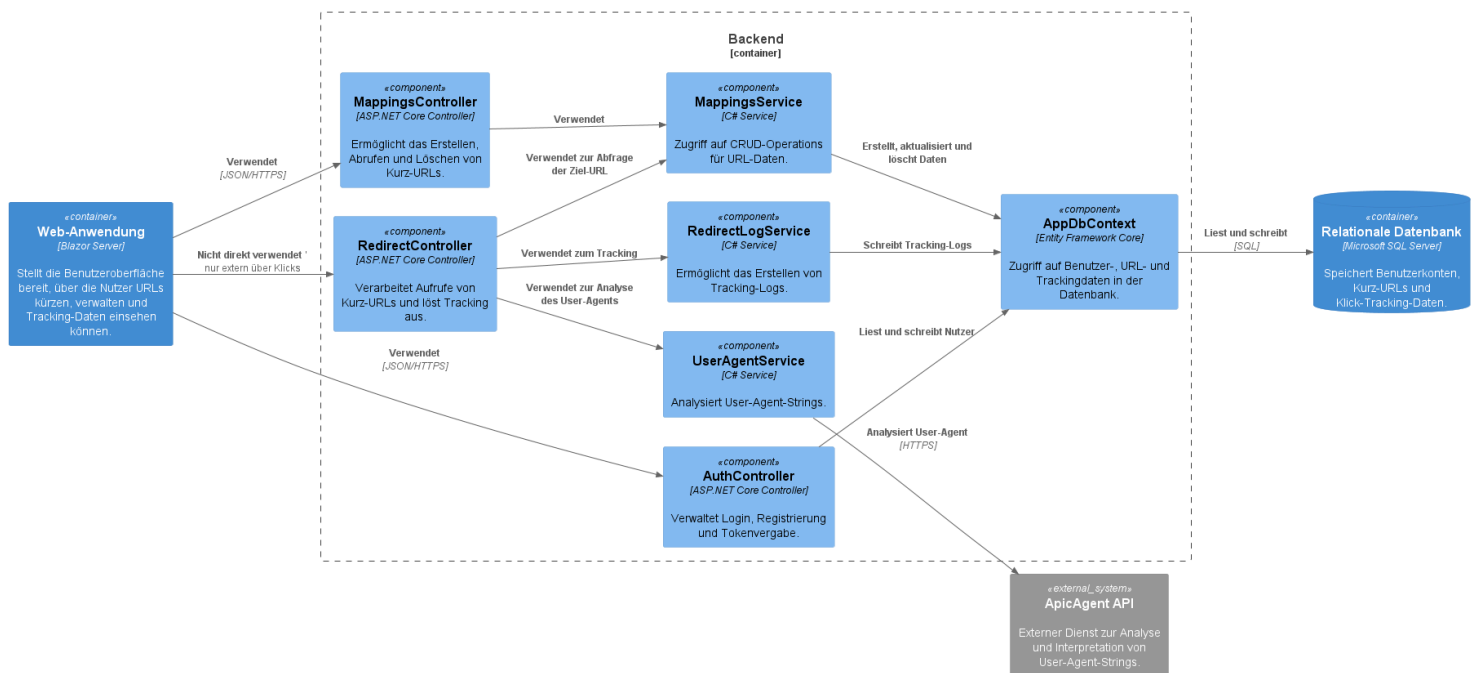 Backend
[container]
«component»
MappingsController
[ASP.NET Core Controller]
Ermöglicht das Erstellen,
Abrufen und Löschen von
Kurz-URLs.
«component»
MappingsService
[C# Service]
Zugriff auf CRUD-Operations
für URL-Daten.
Verwendet
Verwendet zur Abfrage
der Ziel-URL
Erstellt, aktualisiert und
löscht Daten
Verwendet
[JSON/HTTPS]
«container»
Web-Anwendung
[Blazor Server]
Stellt die Benutzeroberfläche
bereit, über die Nutzer URLs
kürzen, verwalten und
Tracking-Daten einsehen
können.
Nicht direkt verwendet '
nur extern über Klicks
«component»
RedirectController
[ASP.NET Core Controller]
Verarbeitet Aufrufe von
Kurz-URLs und löst Tracking
aus.
Verwendet zum Tracking
Verwendet zur Analyse
des User-Agents
«component»
RedirectLogService
[C# Service]
Ermöglicht das Erstellen von
Tracking-Logs.
Schreibt Tracking-Logs
«component»
AppDbContext
[Entity Framework Core]
Zugriff auf Benutzer-, URL- und
Trackingdaten in der
Datenbank.
Liest und schreibt
[SQL]
«container»
Relationale Datenbank
[Microsoft SQL Server]
Speichert Benutzerkonten,
Kurz-URLs und
Klick-Tracking-Daten.
Verwendet
[JSON/HTTPS]
«component»
UserAgentService
[C# Service]
Analysiert User-Agent-Strings.
Liest und schreibt Nutzer
Analysiert User-Agent
[HTTPS]
«component»
AuthController
[ASP.NET Core Controller]
Verwaltet Login, Registrierung
und Tokenvergabe.
«external_system»
ApicAgent API
Externer Dienst zur Analyse
und Interpretation von
User-Agent-Strings.